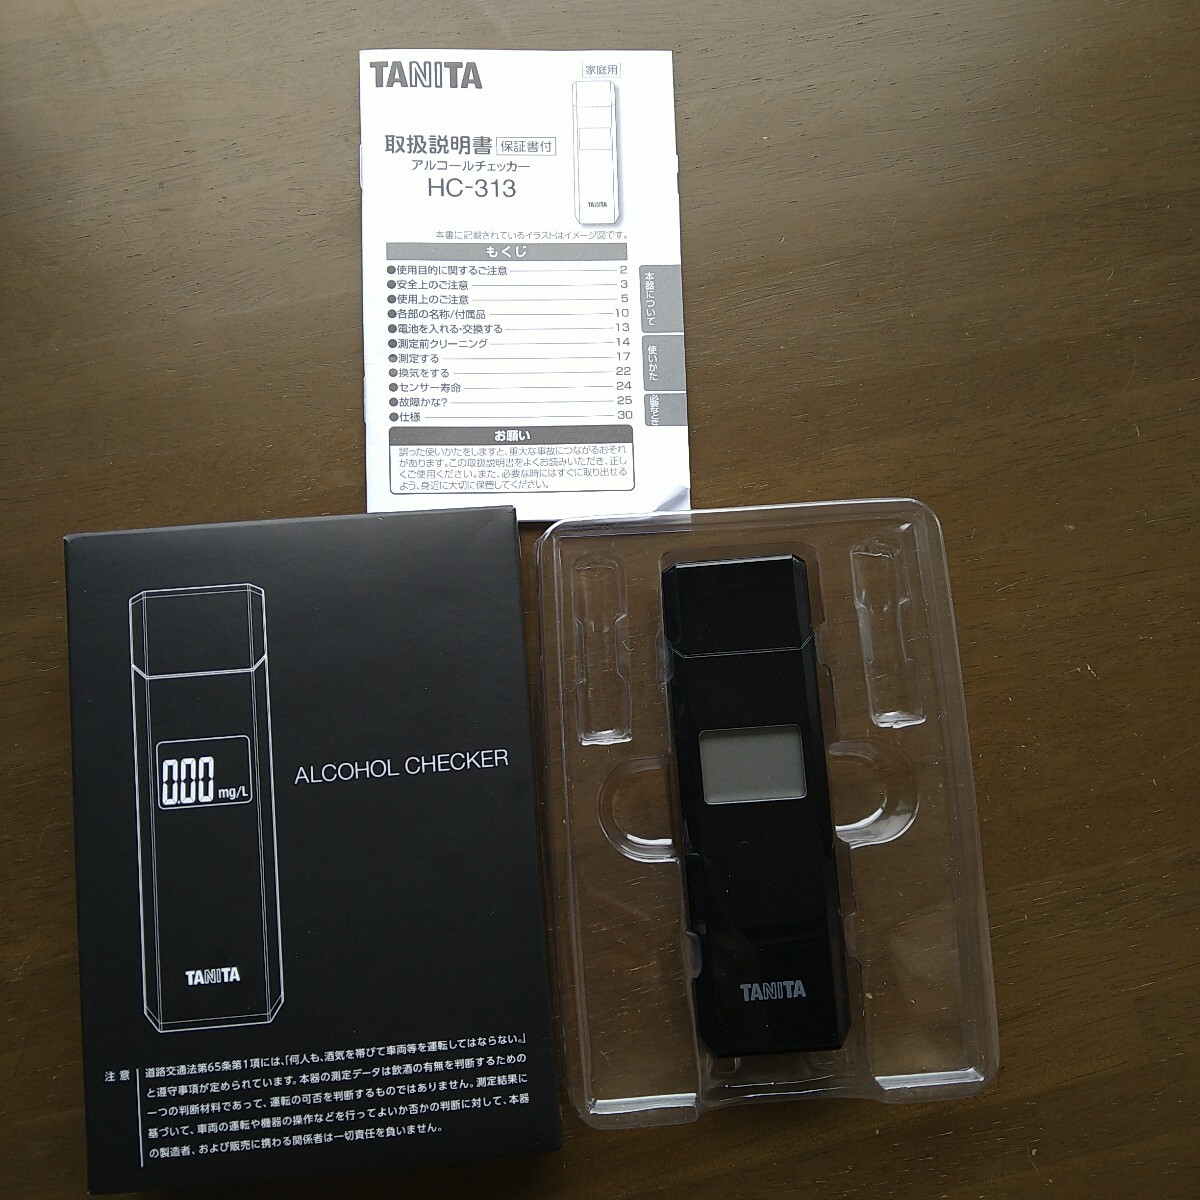 TANITA
家庭用
取扱説明書 保証書付
アルコールチェッカー
HC-313
TANITA
本書に記載されているイラストはイメージ図です。
もくじ
●使用目的に関するご注意 2
●安全上のご注意 3
●使用上のご注意 5
●各部の名称/付属品 10
●電池を入れる・交換する 13
●測定前クリーニング 14
●測定する 17
●換気をする 22
●センサー寿命 24
●故障かな? 25
●仕様 30
本器について
使いかた
必要なとき
お願い
誤った使いかたをしますと、重大な事故につながるおそれ
があります。この取扱説明書をよくお読みいただき、正し
くご使用ください。また、必要な時にはすぐに取り出せる
よう、身近に大切に保管してください。
0.00 mg/L
ALCOHOL CHECKER
TANITA
注意
道路交通法第65条第1項には、「何人も、酒気を帯びて車両等を運転してはならない。」
と遵守事項が定められています。本器の測定データは飲酒の有無を判断するための
一つの判断材料であって、運転の可否を判断するものではありません。測定結果に
基づいて、車両の運転や機器の操作などを行ってよいか否かの判断に対して、本器
の製造者、および販売に携わる関係者は一切責任を負いません。
TANITA